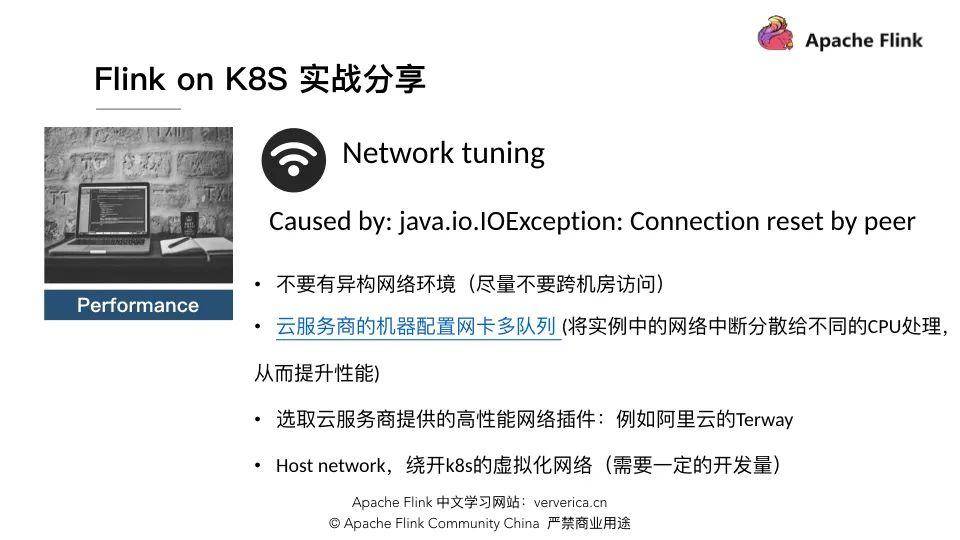 Apache Flink
Flink on K8S 实战分享
Network tuning
Caused by: java.io.IOException: Connection reset by peer
Performance
• 不要有异构网络环境（尽量不要跨机房访问）
• 云服务商的机器配置网卡多队列 (将实例中的网络中断分散给不同的CPU处理，
从而提升性能)
• 选取云服务商提供的高性能网络插件：例如阿里云的Terway
• Host network，绕开k8s的虚拟化网络（需要一定的开发量）
Apache Flink 中文学习网站：ververica.cn
© Apache Flink Community China 严禁商业用途